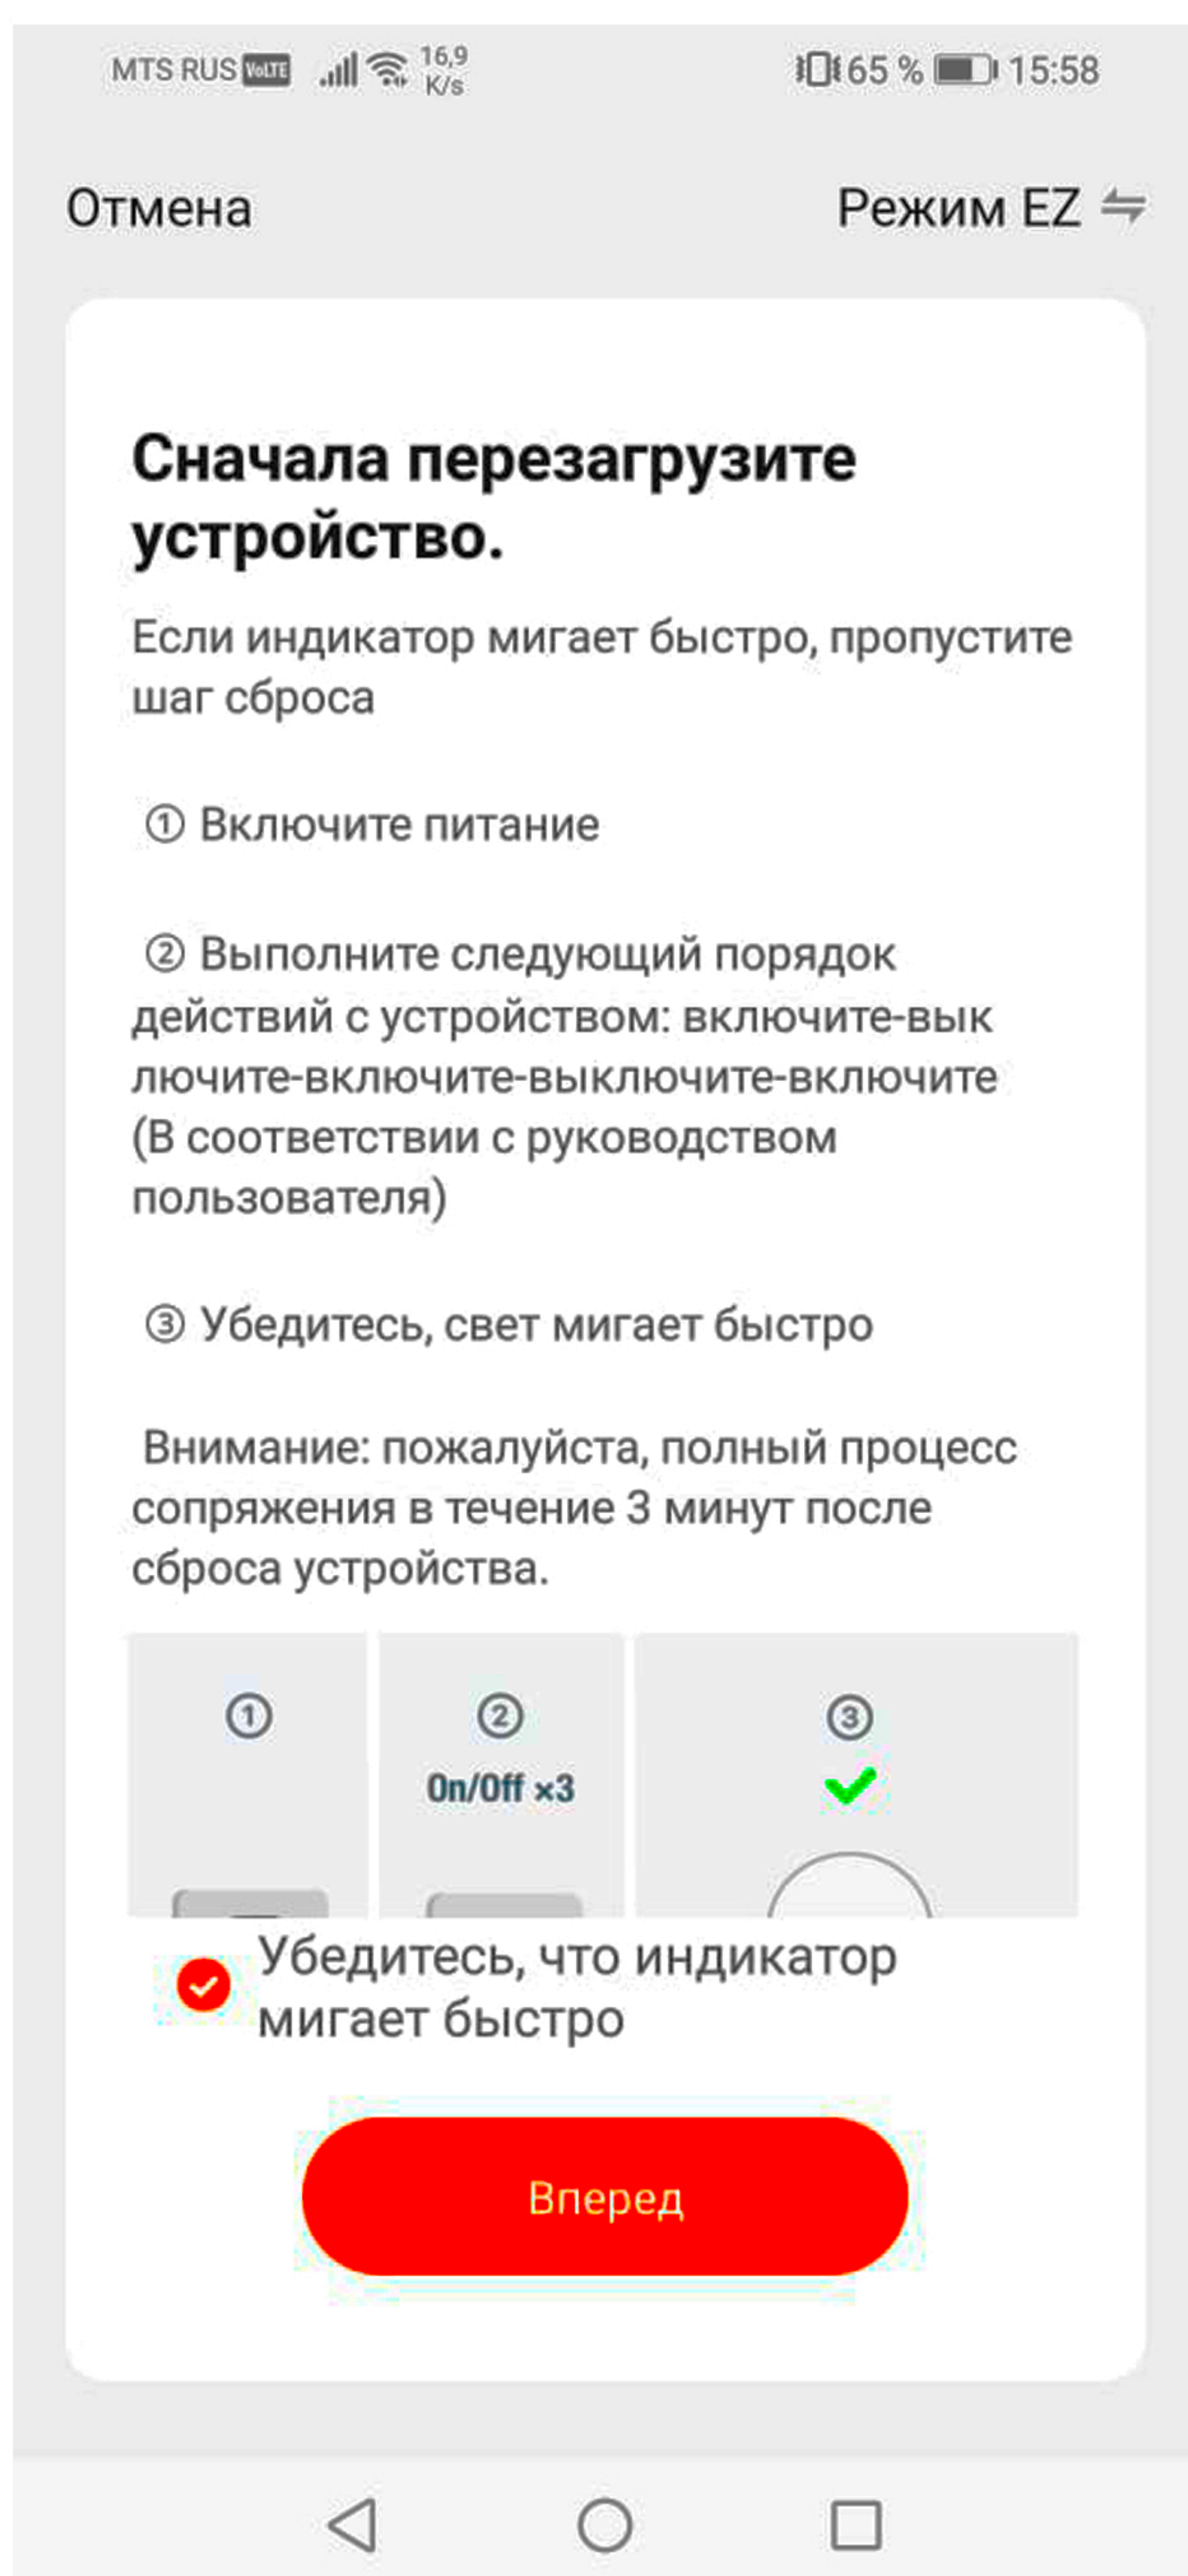 MTS RUS VoLTE 16,9 K/s 65 % 15:58
Отмена Режим EZ
Сначала перезагрузите
устройство.
Если индикатор мигает быстро, пропустите
шаг сброса
① Включите питание
② Выполните следующий порядок
действий с устройством: включите-вык
лючите-включите-выключите-включите
(В соответствии с руководством
пользователя)
③ Убедитесь, свет мигает быстро
Внимание: пожалуйста, полный процесс
сопряжения в течение 3 минут после
сброса устройства.
① ② ③
On/Off ×3
Убедитесь, что индикатор
мигает быстро
Вперед